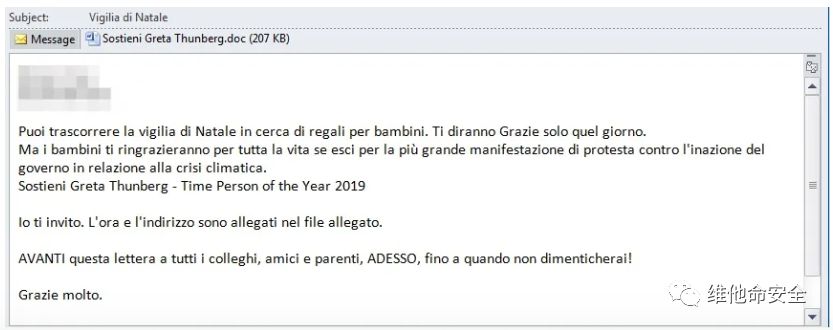 Subject: Vigilia di Natale
Message Sostieni Greta Thunberg.doc (207 KB)
Puoi trascorrere la vigilia di Natale in cerca di regali per bambini. Ti diranno Grazie solo quel giorno.
Ma i bambini ti ringrazieranno per tutta la vita se esci per la più grande manifestazione di protesta contro l'inazione del
governo in relazione alla crisi climatica.
Sostieni Greta Thunberg - Time Person of the Year 2019
Io ti invito. L'ora e l'indirizzo sono allegati nel file allegato.
AVANTI questa lettera a tutti i colleghi, amici e parenti, ADESSO, fino a quando non dimenticherai!
Grazie molto.
维他命安全